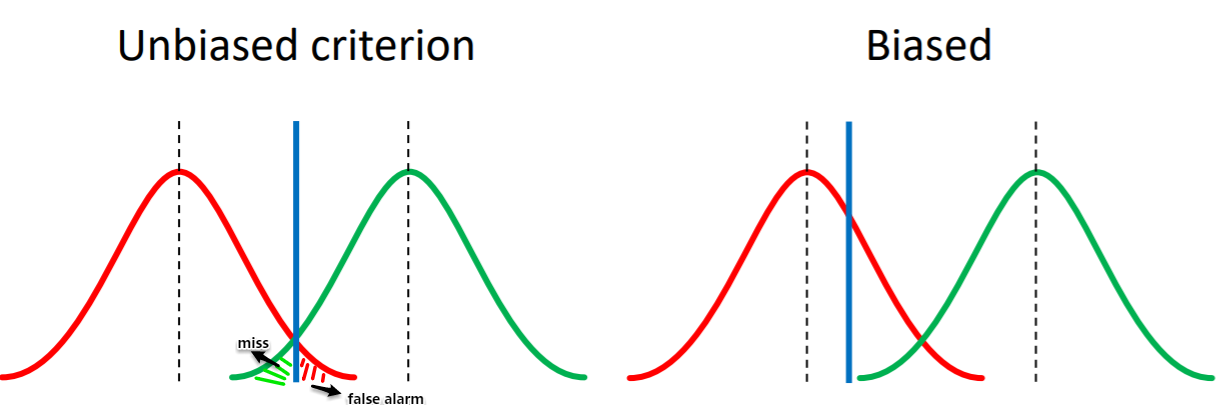 Unbiased criterion
Biased
miss
false alarm